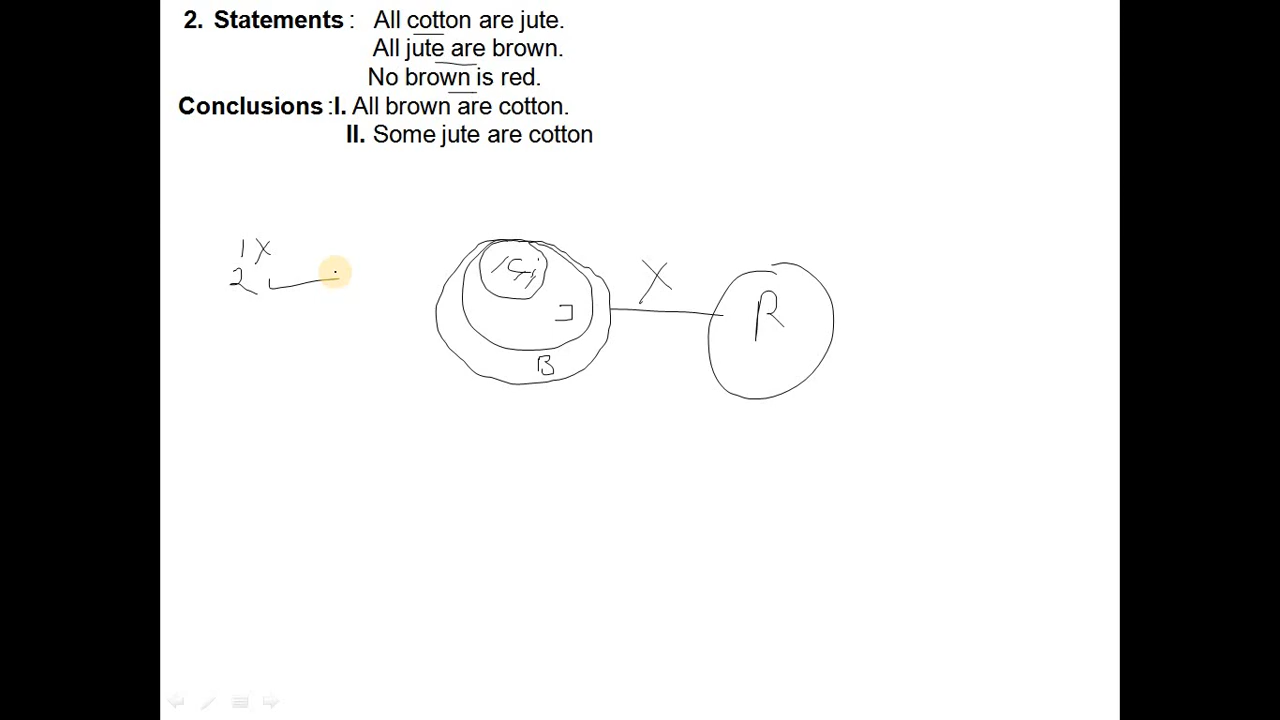 2. Statements : All cotton are jute.
All jute are brown.
No brown is red.
Conclusions :I. All brown are cotton.
II. Some jute are cotton
1 X
2
X
C
J
B
R